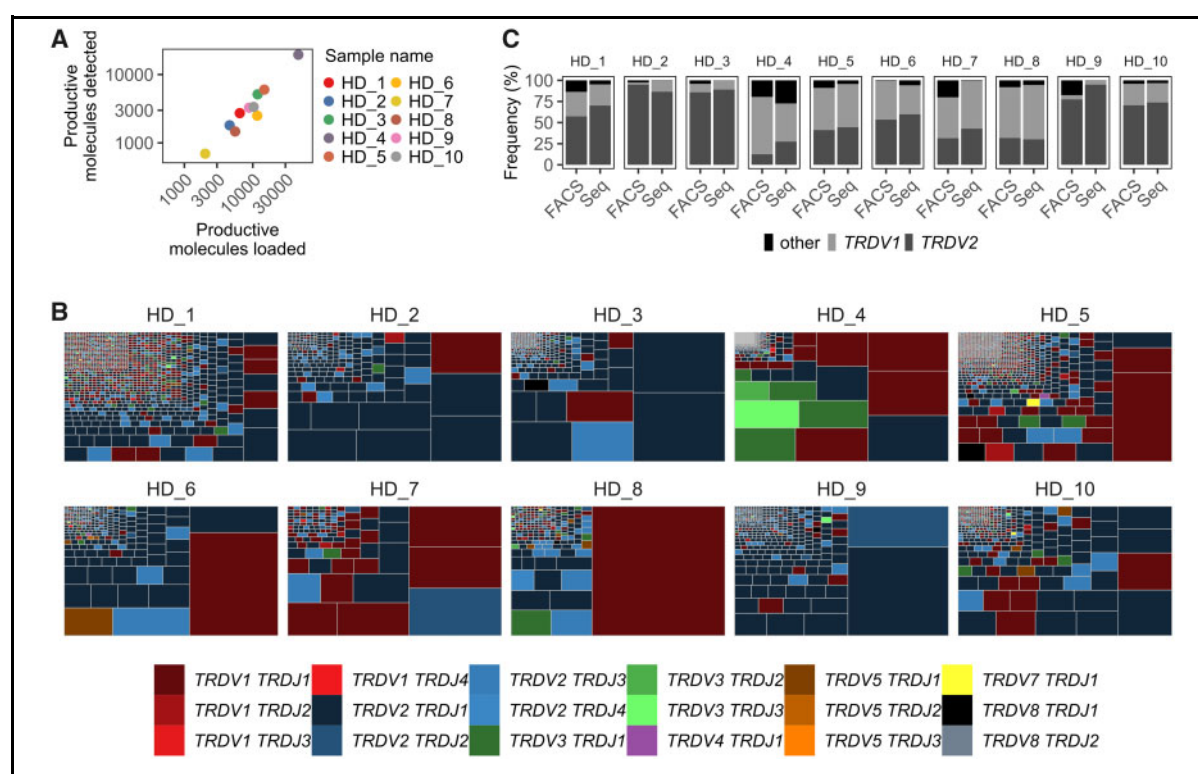 A
Productive
molecules detected
10000
3000
1000
1000
3000
10000
30000
Productive
molecules loaded
Sample name
HD_1
HD_2
HD_3
HD_4
HD_5
HD_6
HD_7
HD_8
HD_9
HD_10
C
HD_1 HD_2 HD_3 HD_4 HD_5 HD_6 HD_7 HD_8 HD_9 HD_10
Frequency (%)
100
75
50
25
0
FACS Seq FACS Seq FACS Seq FACS Seq FACS Seq FACS Seq FACS Seq FACS Seq FACS Seq FACS Seq
other TRDV1 TRDV2
B
HD_1 HD_2 HD_3 HD_4 HD_5
HD_6 HD_7 HD_8 HD_9 HD_10
TRDV1 TRDJ1 TRDV1 TRDJ4 TRDV2 TRDJ3 TRDV3 TRDJ2 TRDV5 TRDJ1 TRDV7 TRDJ1
TRDV1 TRDJ2 TRDV2 TRDJ1 TRDV2 TRDJ4 TRDV3 TRDJ3 TRDV5 TRDJ2 TRDV8 TRDJ1
TRDV1 TRDJ3 TRDV2 TRDJ2 TRDV3 TRDJ1 TRDV4 TRDJ1 TRDV5 TRDJ3 TRDV8 TRDJ2